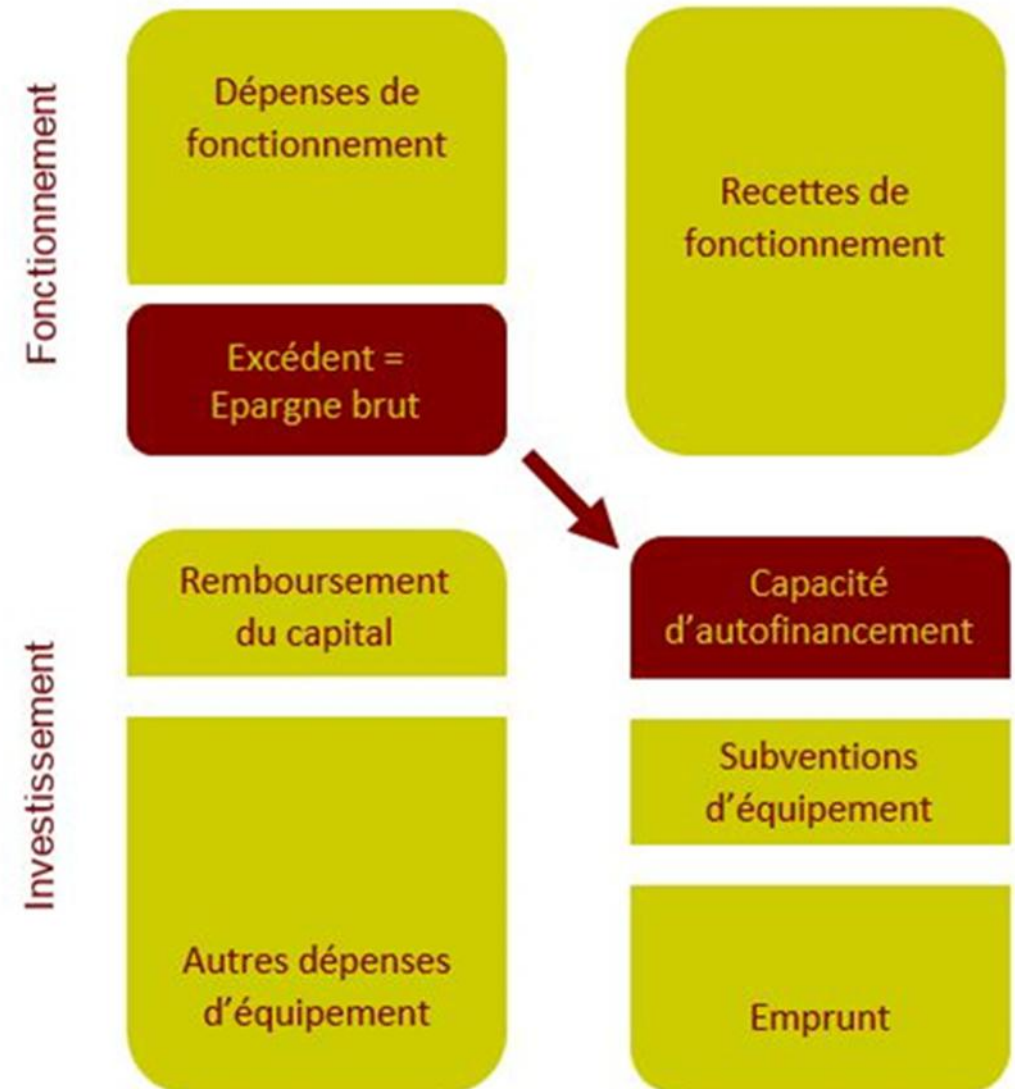 Fonctionnement
Dépenses de
fonctionnement
Recettes de
fonctionnement
Excédent =
Epargne brut
Investissement
Remboursement
du capital
Capacité
d'autofinancement
Subventions
d'équipement
Autres dépenses
d'équipement
Emprunt